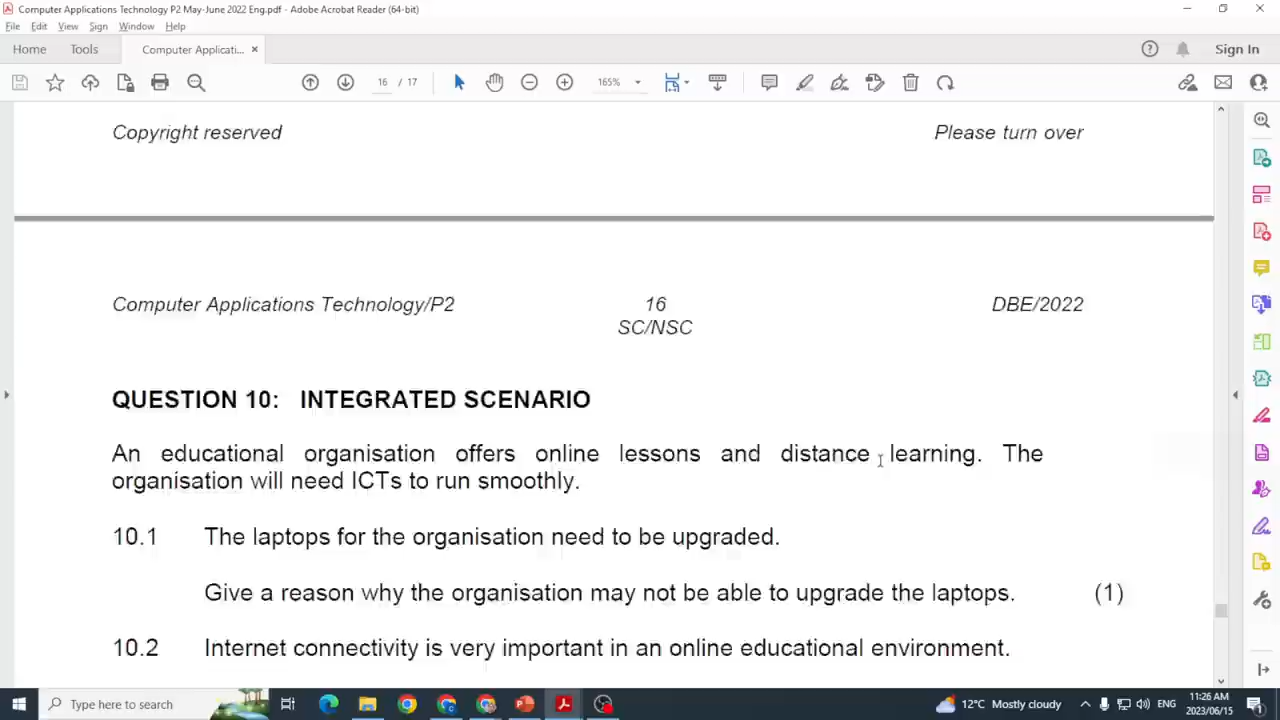 Computer Applications Technology P2 May-June 2022 Eng.pdf - Adobe Acrobat Reader (64-bit)
File Edit View Sign Window Help
Home Tools Computer Applicati... ×
Sign In
16 / 17
165%
Copyright reserved Please turn over
Computer Applications Technology/P2 16 DBE/2022
SC/NSC
QUESTION 10: INTEGRATED SCENARIO
An educational organisation offers online lessons and distance learning. The
organisation will need ICTs to run smoothly.
10.1 The laptops for the organisation need to be upgraded.
Give a reason why the organisation may not be able to upgrade the laptops. (1)
10.2 Internet connectivity is very important in an online educational environment.
Type here to search
12°C Mostly cloudy
ENG
11:26 AM
2023/06/15